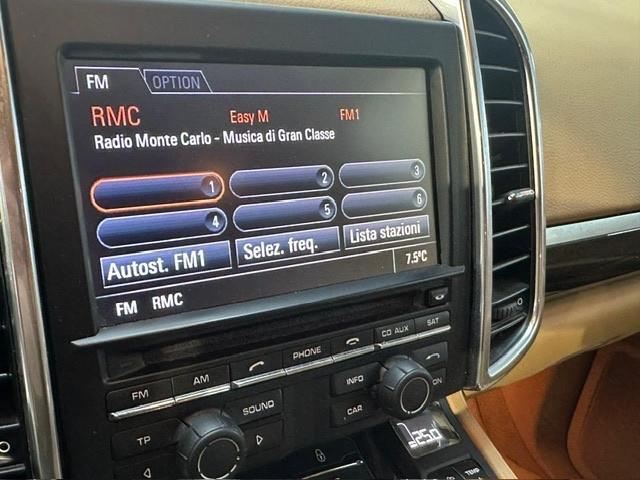 FM OPTION
RMC Easy M FM1
Radio Monte Carlo - Musica di Gran Classe
1 2 3
4 5 6
Autost. FM1 Selez. freq. Lista stazioni
FM RMC 7.5°C
FM AM PHONE CD AUX SAT
SOUND INFO ON
TP CAR
25.0
TEMP